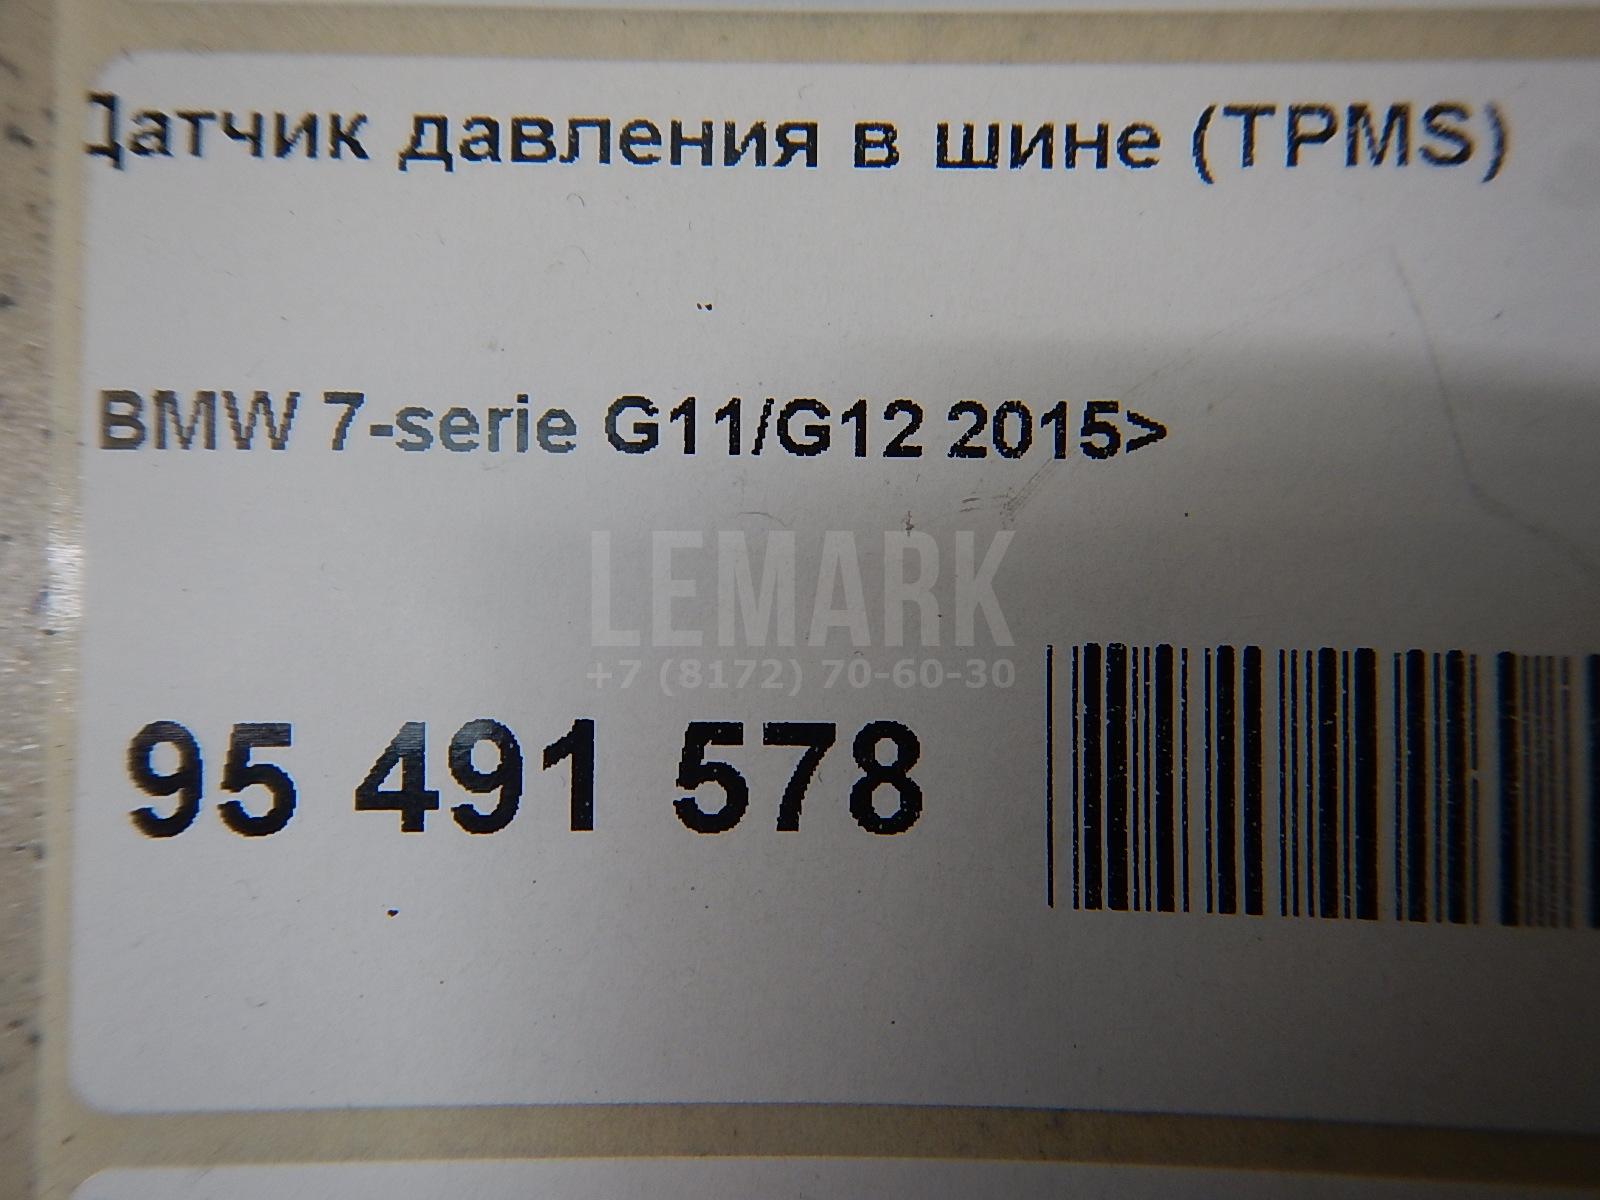 Датчик давления в шине (TPMS)
BMW 7-serie G11/G12 2015>
LEMARK
+7 (8172) 70-60-30
95 491 578